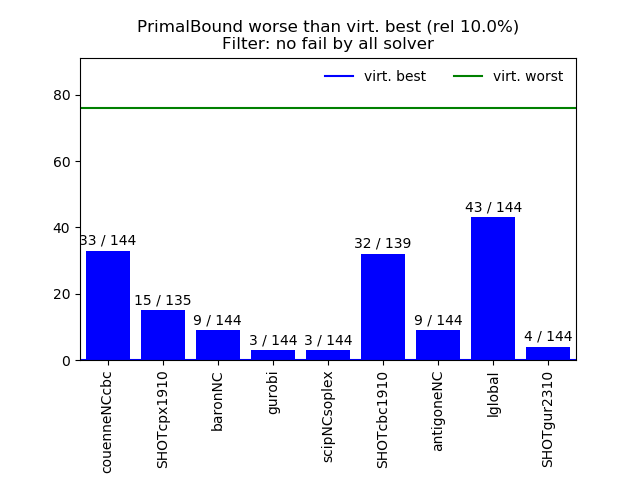 PrimalBound worse than virt. best (rel 10.0%)
Filter: no fail by all solver
virt. best
virt. worst
80
60
40
20
0
33 / 144
15 / 135
9 / 144
3 / 144
3 / 144
32 / 139
9 / 144
43 / 144
4 / 144
couenneNCcbc
SHOTcpx1910
baronNC
gurobi
scipNCsoplex
SHOTcbc1910
antigoneNC
lglobal
SHOTgur2310